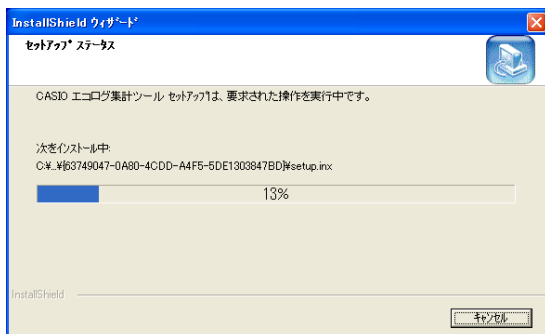 InstallShield ウィザード
セットアップ ステータス
CASIO エコログ集計ツール セットアップは、要求された操作を実行中です。
次をインストール中:
C:¥...¥{63749047-0A80-4CDD-A4F5-5DE1303847BD}¥setup.inx
13%
InstallShield
キャンセル